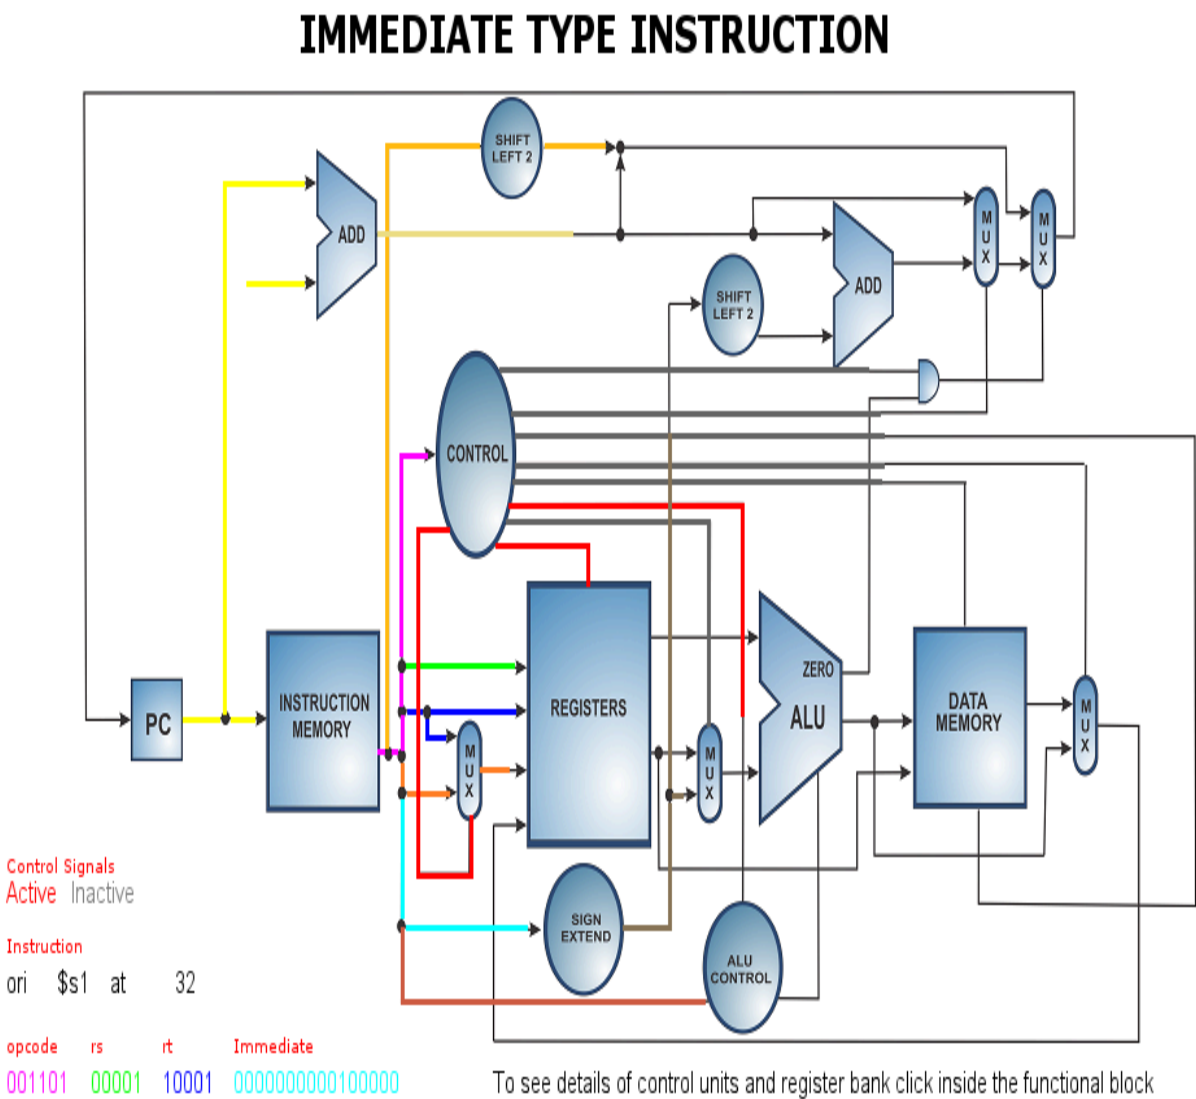 IMMEDIATE TYPE INSTRUCTION
SHIFT
LEFT 2
ADD
M
U
X
M
U
X
SHIFT
LEFT 2
ADD
CONTROL
INSTRUCTION
MEMORY
PC
REGISTERS
M
U
X
M
U
X
ZERO
ALU
DATA
MEMORY
M
U
X
SIGN
EXTEND
ALU
CONTROL
Control Signals
Active Inactive
Instruction
ori $s1 at 32
opcode rs rt Immediate
001101 00001 10001 0000000000100000
To see details of control units and register bank click inside the functional block